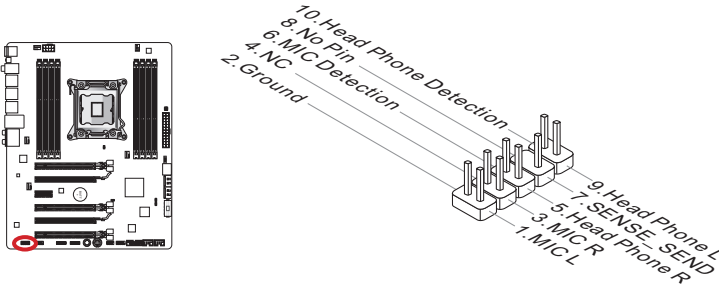 10.Head Phone Detection
8.No Pin
6.MIC Detection
4.NC
2.Ground
9.Head Phone L
7.SENSE_SEND
5.Head Phone R
3.MIC R
1.MIC L